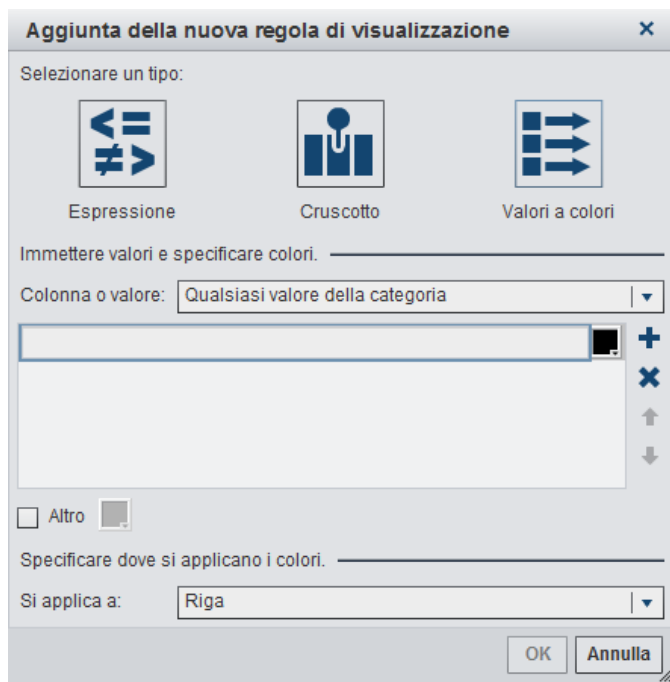 Aggiunta della nuova regola di visualizzazione
Selezionare un tipo:
Espressione
Cruscotto
Valori a colori
Immettere valori e specificare colori.
Colonna o valore: Qualsiasi valore della categoria
Altro
Specificare dove si applicano i colori.
Si applica a: Riga
OK Annulla